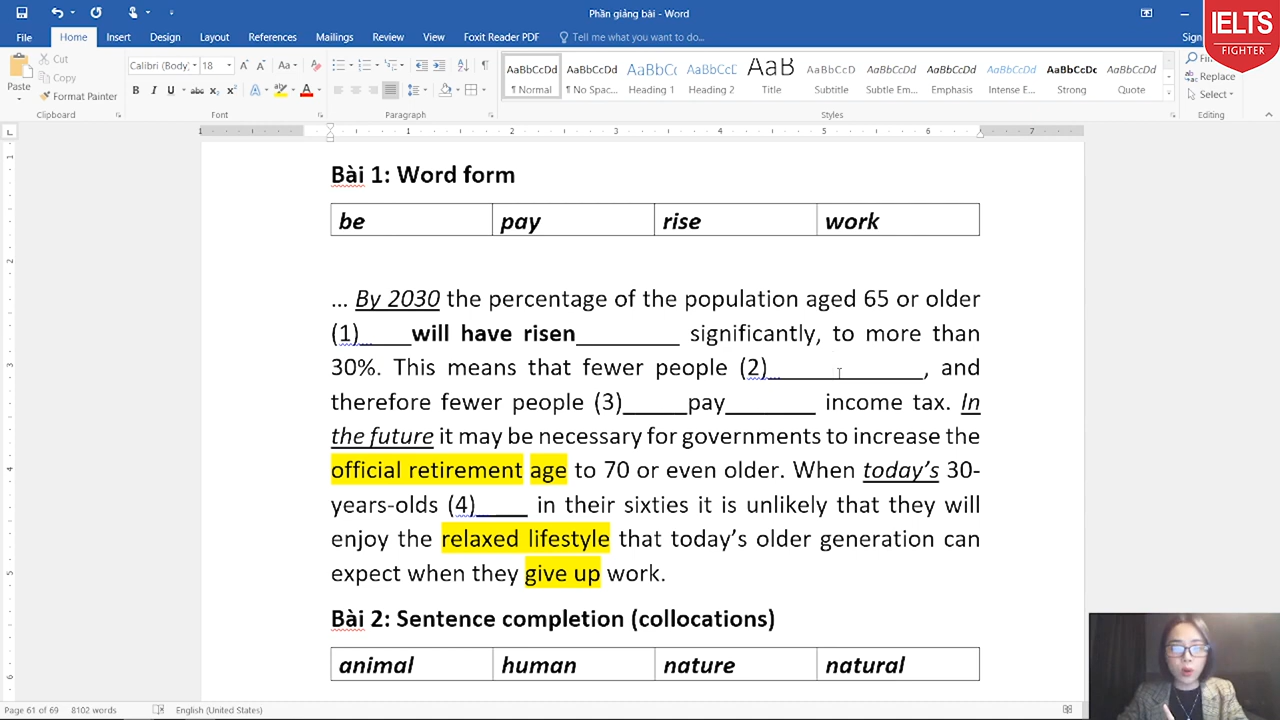 Phần giảng bài - Word
IELTS
FIGHTER
File Home Insert Design Layout References Mailings Review View Foxit Reader PDF Tell me what you want to do... Sign
Paste
Cut
Copy
Format Painter
Clipboard
Calibri (Body) 18
Font
Paragraph
AaBbCcDd AaBbCcDd AaBbCc AaBbCcD AaB AaBbCcD AaBbCcDd AaBbCcDd AaBbCcDd AaBbCcDc AaBbCcDd
¶ Normal ¶ No Spac... Heading 1 Heading 2 Title Subtitle Subtle Em... Emphasis Intense E... Strong Quote
Styles
Replace
Select
Editing
Bài 1: Word form
be pay rise work
... By 2030 the percentage of the population aged 65 or older
(1)____will have risen________ significantly, to more than
30%. This means that fewer people (2)____________, and
therefore fewer people (3)_____pay_______ income tax. In
the future it may be necessary for governments to increase the
official retirement age to 70 or even older. When today's 30-
years-olds (4)____ in their sixties it is unlikely that they will
enjoy the relaxed lifestyle that today's older generation can
expect when they give up work.
Bài 2: Sentence completion (collocations)
animal human nature natural
Page 61 of 69 8102 words English (United States)